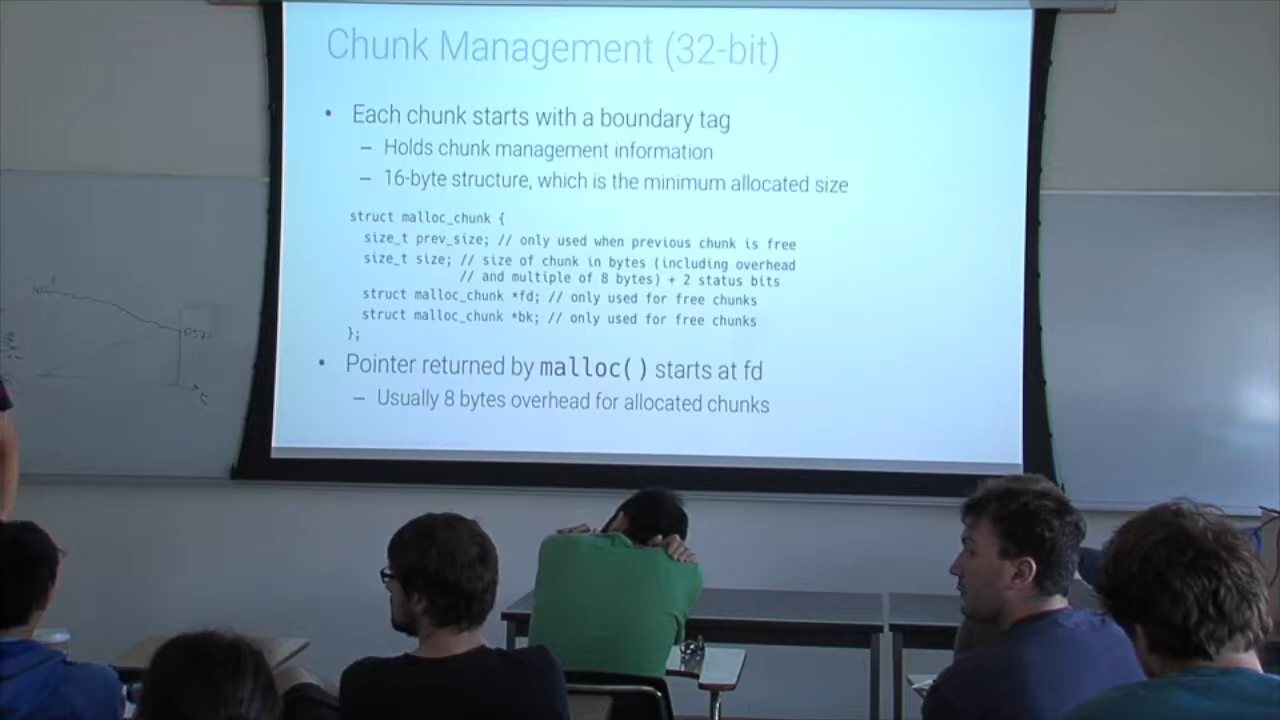 Chunk Management (32-bit)
• Each chunk starts with a boundary tag
– Holds chunk management information
– 16-byte structure, which is the minimum allocated size
struct malloc_chunk {
size_t prev_size; // only used when previous chunk is free
size_t size; // size of chunk in bytes (including overhead
// and multiple of 8 bytes) + 2 status bits
struct malloc_chunk *fd; // only used for free chunks
struct malloc_chunk *bk; // only used for free chunks
};
• Pointer returned by malloc() starts at fd
– Usually 8 bytes overhead for allocated chunks